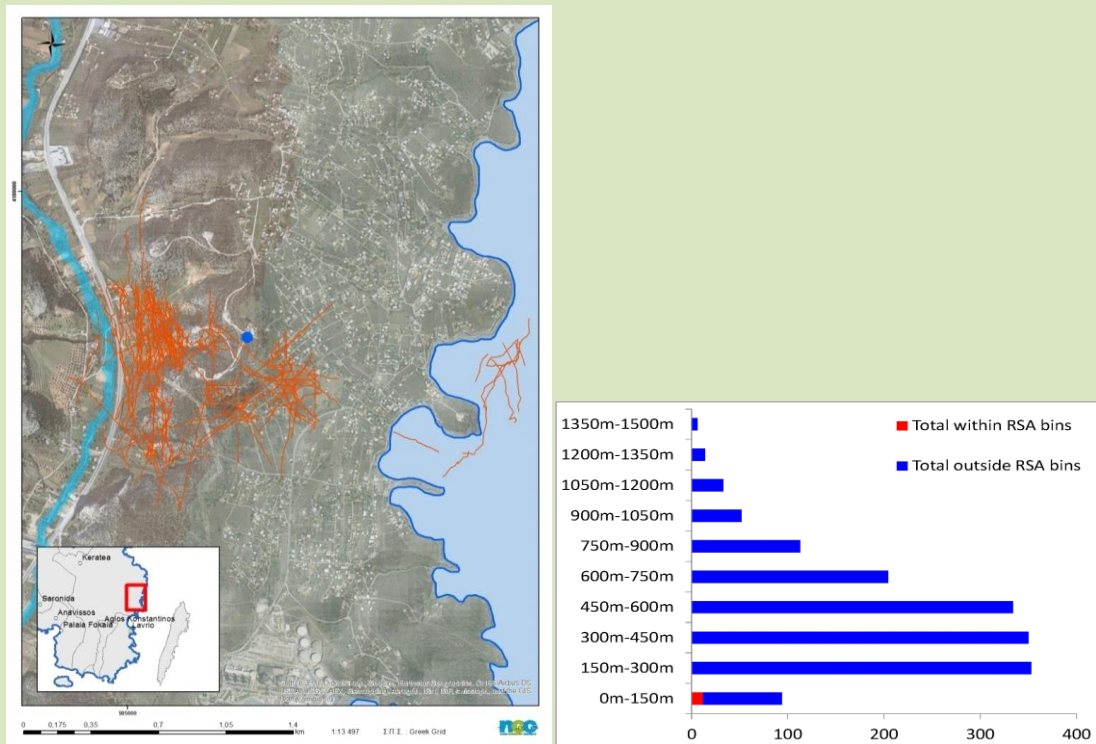 4180000
Keratea
Saronida
Anavissos
Agios Konstantinos
Palaia Fokaia
Lavrio
505000
0 0,175 0,35 0,7 1,05 1,4
km
1:13.497
Σ.Π.Σ.: Greek Grid
1350m-1500m
1200m-1350m
1050m-1200m
900m-1050m
750m-900m
600m-750m
450m-600m
300m-450m
150m-300m
0m-150m
Total within RSA bins
Total outside RSA bins
0 100 200 300 400